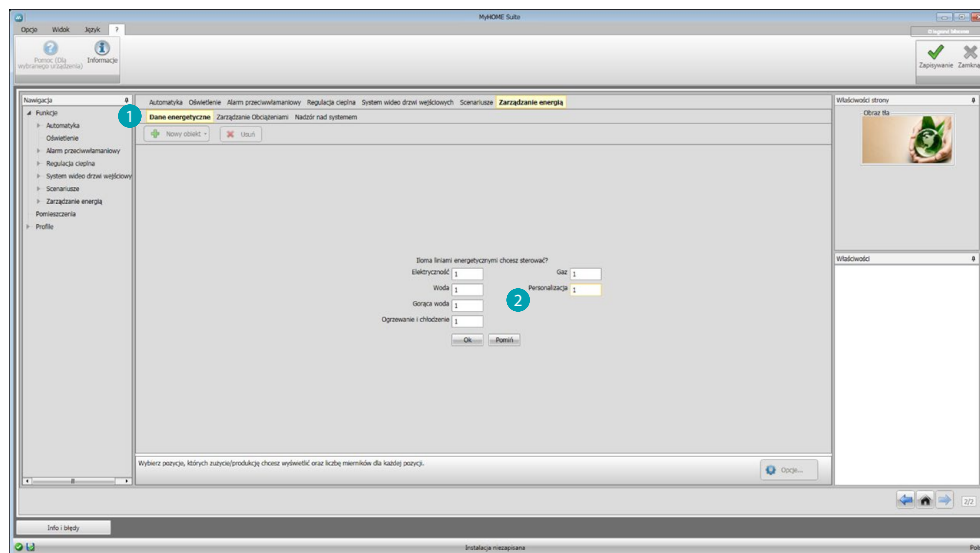 MyHOME Suite
Opcje Widok Język ?
Pomoc (Dla wybranego urządzenia)
Informacje
Zapisywanie Zamknij
Nawigacja
Funkcje
Automatyka
Oświetlenie
Alarm przeciwwłamaniowy
Regulacja cieplna
System wideo drzwi wejściowy
Scenariusze
Zarządzanie energią
Pomieszczenia
Profile
1
Automatyka Oświetlenie Alarm przeciwwłamaniowy Regulacja cieplna System wideo drzwi wejściowych Scenariusze Zarządzanie energią
Dane energetyczne Zarządzanie Obciążeniami Nadzór nad systemem
Nowy obiekt Usuń
Iloma liniami energetycznymi chcesz sterować?
Elektryczność 1 Gaz 1
Woda 1 Personalizacja 1
Gorąca woda 1
2
Ogrzewanie i chłodzenie 1
Ok Pomiń
Wybierz pozycje, których zużycie/produkcję chcesz wyświetlić oraz liczbę mierników dla każdej pozycji.
Opcje...
Właściwości strony
Obraz tła
Właściwości
2/2
Info i błędy
Instalacja niezapisana